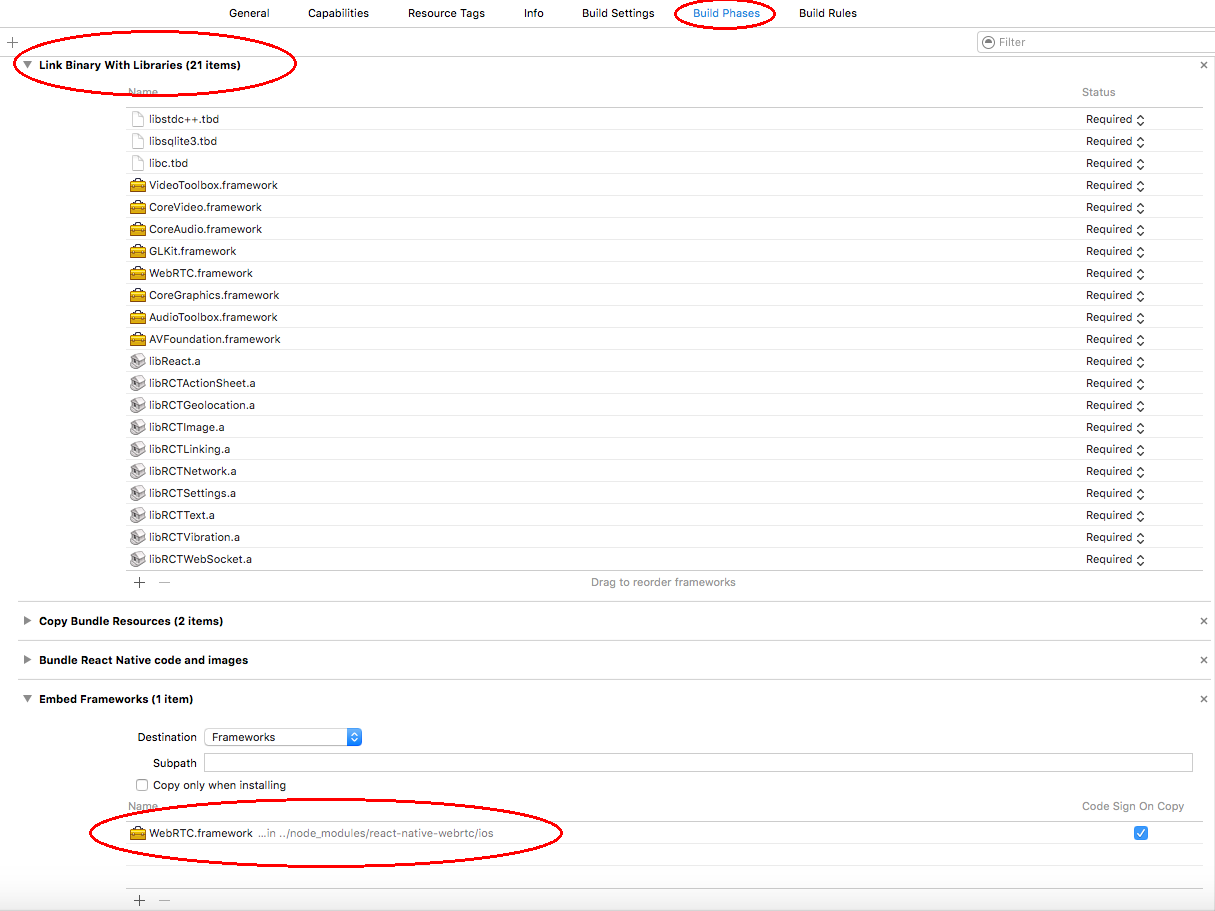 General Capabilities Resource Tags Info Build Settings Build Phases Build Rules
Filter
Link Binary With Libraries (21 items)
Name Status
libstdc++.tbd Required
libsqlite3.tbd Required
libc.tbd Required
VideoToolbox.framework Required
CoreVideo.framework Required
CoreAudio.framework Required
GLKit.framework Required
WebRTC.framework Required
CoreGraphics.framework Required
AudioToolbox.framework Required
AVFoundation.framework Required
libReact.a Required
libRCTActionSheet.a Required
libRCTGeolocation.a Required
libRCTImage.a Required
libRCTLinking.a Required
libRCTNetwork.a Required
libRCTSettings.a Required
libRCTText.a Required
libRCTVibration.a Required
libRCTWebSocket.a Required
Drag to reorder frameworks
Copy Bundle Resources (2 items)
Bundle React Native code and images
Embed Frameworks (1 item)
Destination Frameworks
Subpath
Copy only when installing
Name Code Sign On Copy
WebRTC.framework ...in ../node_modules/react-native-webrtc/ios